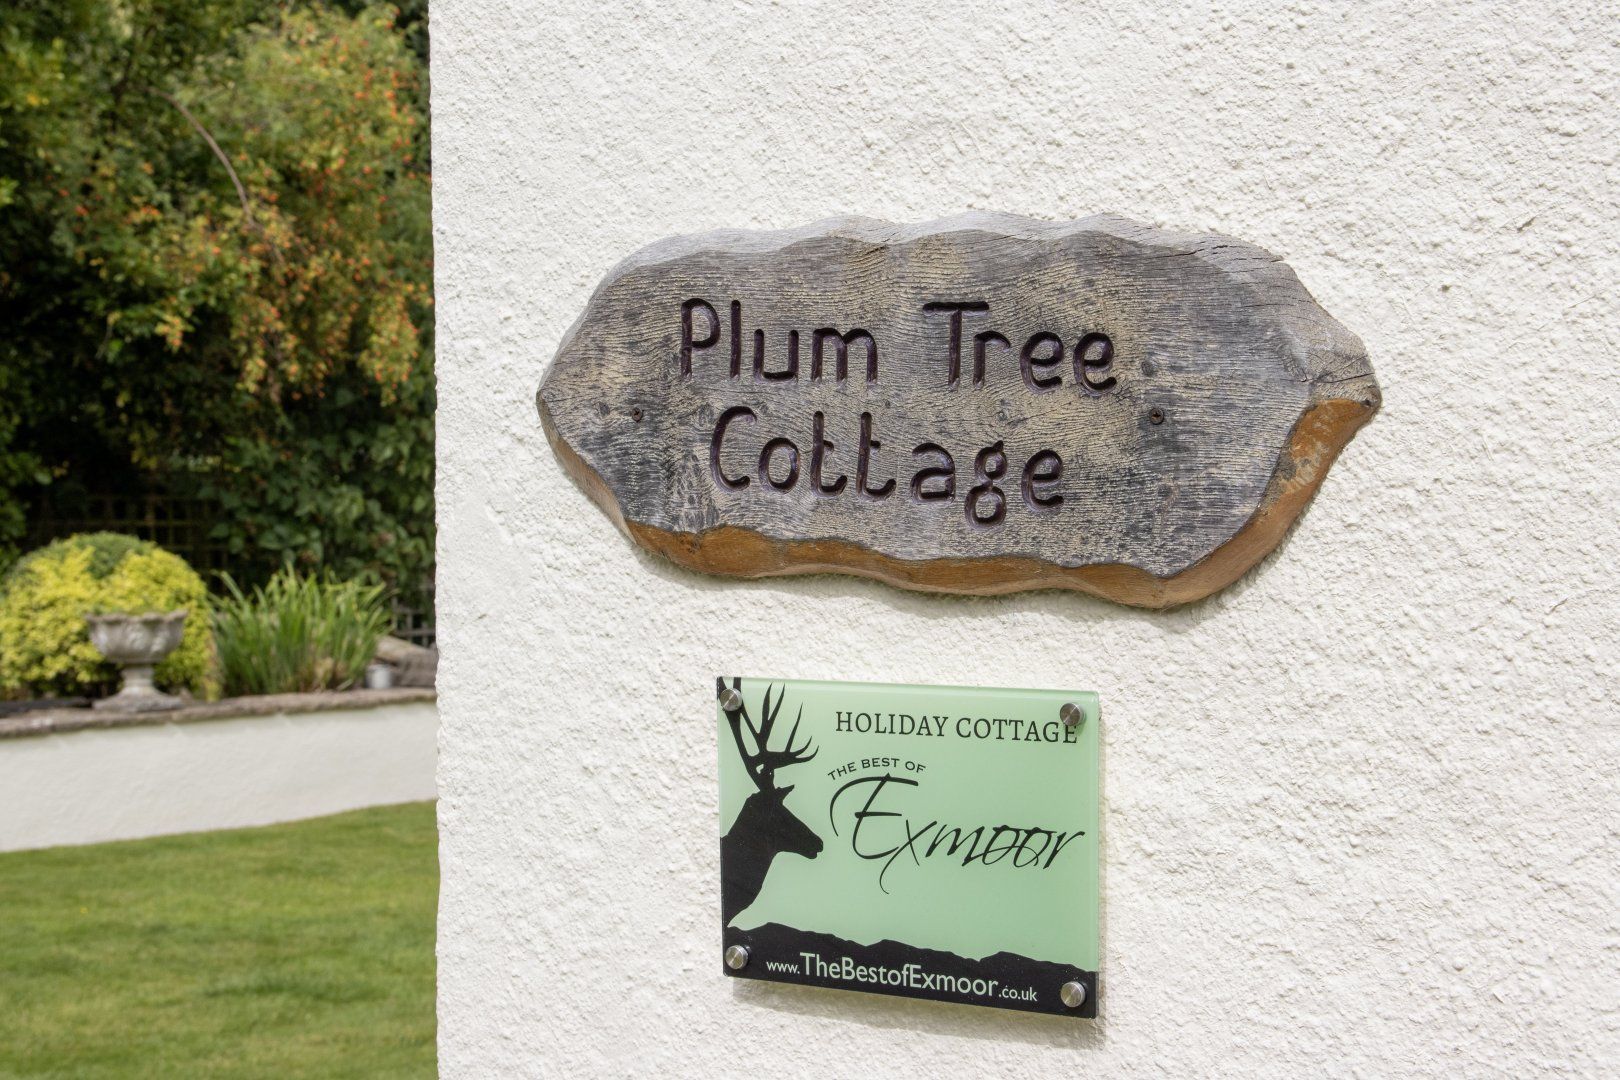 Plum Tree
Cottage
HOLIDAY COTTAGE
THE BEST OF
Exmoor
www.TheBestofExmoor.co.uk